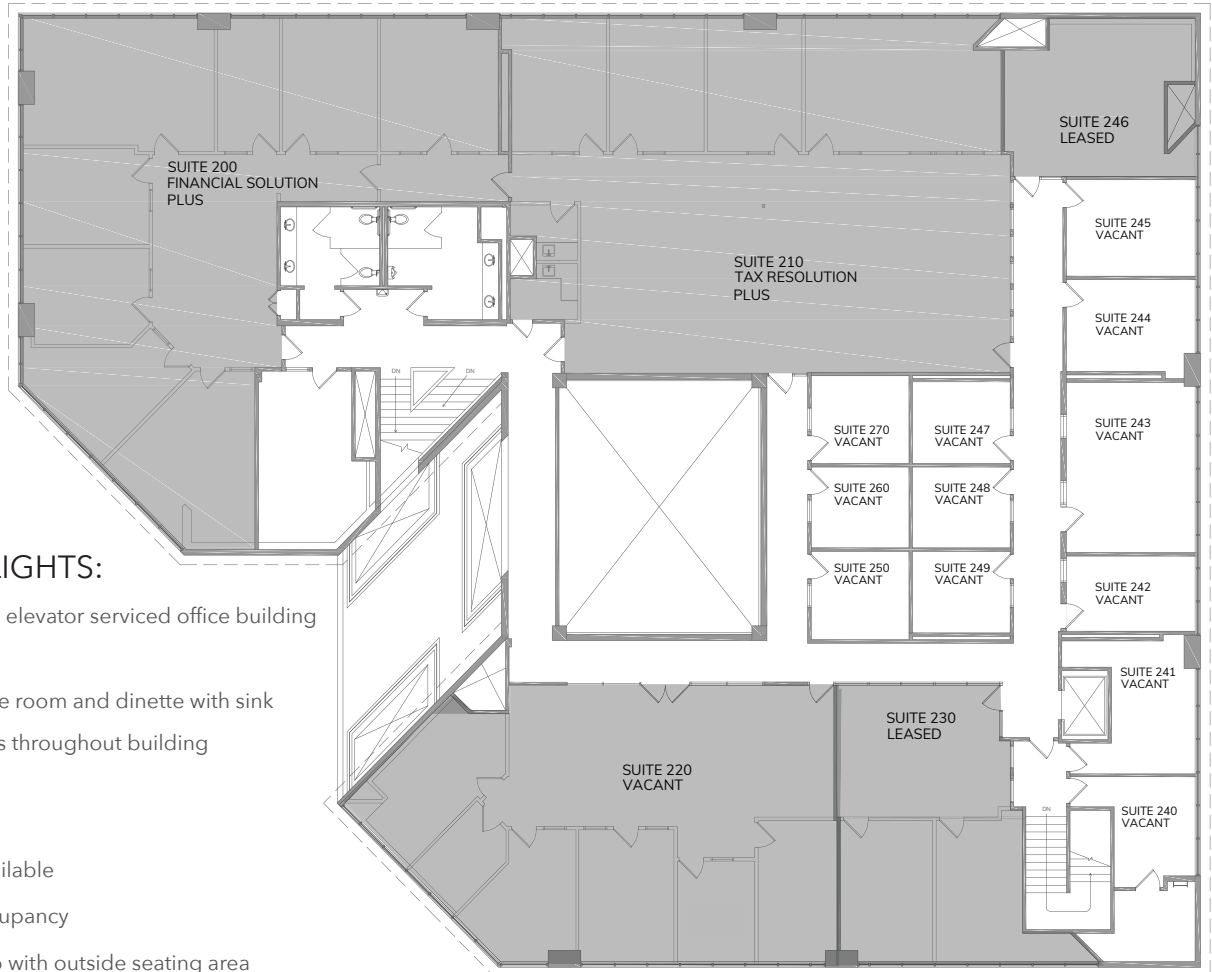 SUITE 200
FINANCIAL SOLUTION
PLUS
SUITE 246
LEASED
SUITE 245
VACANT
SUITE 210
TAX RESOLUTION
PLUS
SUITE 244
VACANT
DN
DN
SUITE 270
VACANT
SUITE 247
VACANT
SUITE 243
VACANT
SUITE 260
VACANT
SUITE 248
VACANT
SUITE 250
VACANT
SUITE 249
VACANT
SUITE 242
VACANT
SUITE 241
VACANT
SUITE 230
LEASED
SUITE 220
VACANT
SUITE 240
VACANT
DN
LIGHTS:
elevator serviced office building
e room and dinette with sink
s throughout building
ilable
upancy
with outside seating area